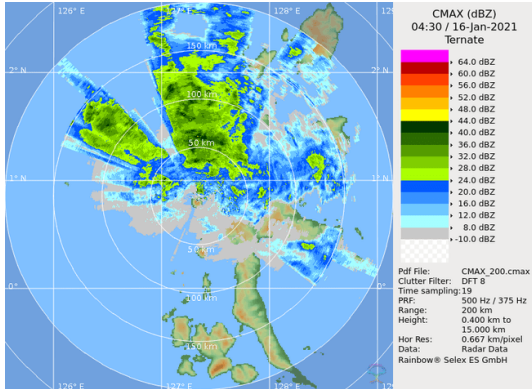 CMAX (dBZ)
04:30 / 16-Jan-2021
Ternate
64.0 dBZ
60.0 dBZ
56.0 dBZ
52.0 dBZ
48.0 dBZ
44.0 dBZ
40.0 dBZ
36.0 dBZ
32.0 dBZ
28.0 dBZ
24.0 dBZ
20.0 dBZ
16.0 dBZ
12.0 dBZ
8.0 dBZ
-10.0 dBZ
Pdf File: CMAX_200.cmax
Clutter Filter: DFT 8
Time sampling:19
PRF: 500 Hz / 375 Hz
Range: 200 km
Height: 0.400 km to
15.000 km
Hor Res: 0.667 km/pixel
Data: Radar Data
Rainbow® Selex ES GmbH
126°E
127°E
128°E
150 km
2°N
2°N
100 km
50 km
1°N
1°N
50 km
0°
100 km
0°
150 km
126°E
127°E
128°E